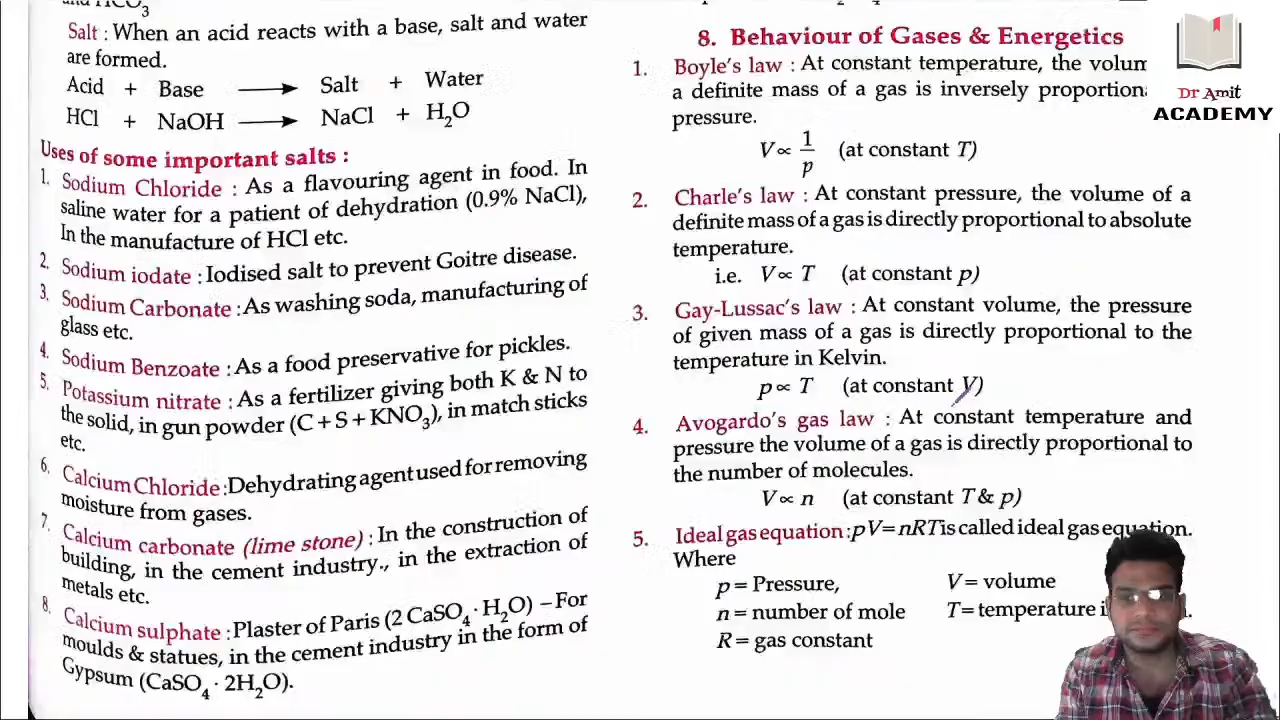 and HCO3
Salt : When an acid reacts with a base, salt and water
are formed.
Acid + Base ⟶ Salt + Water
HCl + NaOH ⟶ NaCl + H₂O
Uses of some important salts :
1. Sodium Chloride : As a flavouring agent in food. In
saline water for a patient of dehydration (0.9% NaCl),
In the manufacture of HCl etc.
2. Sodium iodate : Iodised salt to prevent Goitre disease.
3. Sodium Carbonate : As washing soda, manufacturing of
glass etc.
4. Sodium Benzoate : As a food preservative for pickles.
5. Potassium nitrate : As a fertilizer giving both K & N to
the solid, in gun powder (C + S + KNO₃), in match sticks
etc.
6. Calcium Chloride : Dehydrating agent used for removing
moisture from gases.
7. Calcium carbonate (lime stone) : In the construction of
building, in the cement industry., in the extraction of
metals etc.
8. Calcium sulphate : Plaster of Paris (2 CaSO₄ · H₂O) – For
moulds & statues, in the cement industry in the form of
Gypsum (CaSO₄ · 2H₂O).
8. Behaviour of Gases & Energetics
1. Boyle's law : At constant temperature, the volum
a definite mass of a gas is inversely proportion
pressure.
V ∝ 1/p (at constant T)
2. Charle's law : At constant pressure, the volume of a
definite mass of a gas is directly proportional to absolute
temperature.
i.e. V ∝ T (at constant p)
3. Gay-Lussac's law : At constant volume, the pressure
of given mass of a gas is directly proportional to the
temperature in Kelvin.
p ∝ T (at constant V)
4. Avogardo's gas law : At constant temperature and
pressure the volume of a gas is directly proportional to
the number of molecules.
V ∝ n (at constant T & p)
5. Ideal gas equation : pV = nRT is called ideal gas equation.
Where
p = Pressure, V = volume
n = number of mole T = temperature
R = gas constant
Dr Amit
ACADEMY